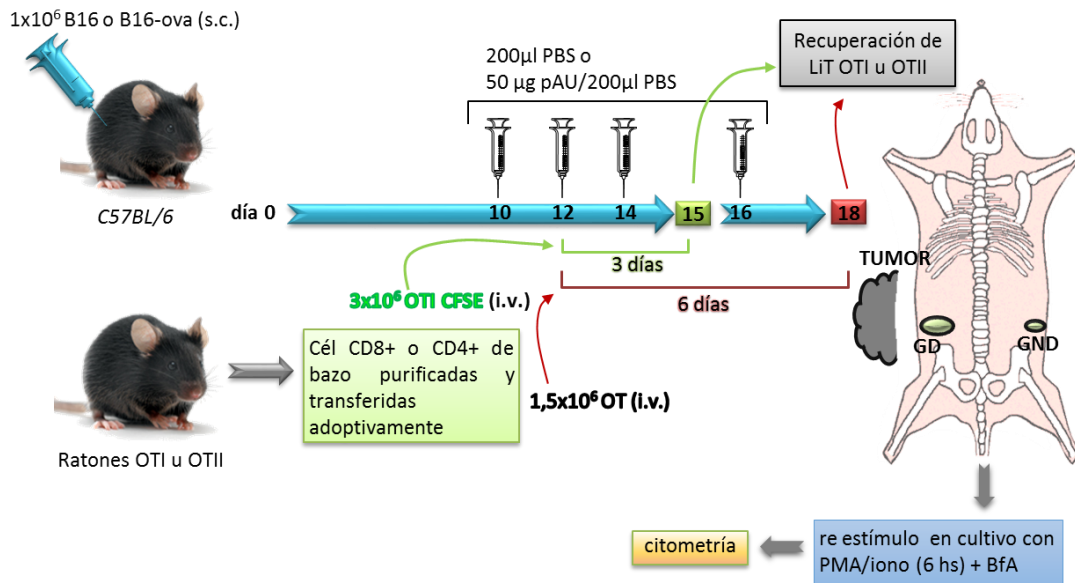 1x10⁶ B16 o B16-ova (s.c.)
C57BL/6
200µl PBS o
50 µg pAU/200µl PBS
Recuperación de
LiT OTI u OTII
día 0
10
12
14
15
16
18
3 días
6 días
3x10⁶ OTI CFSE (i.v.)
1,5x10⁶ OT (i.v.)
Cél CD8+ o CD4+ de
bazo purificadas y
transferidas
adoptivamente
Ratones OTI u OTII
TUMOR
GD
GND
re estímulo en cultivo con
PMA/iono (6 hs) + BfA
citometría